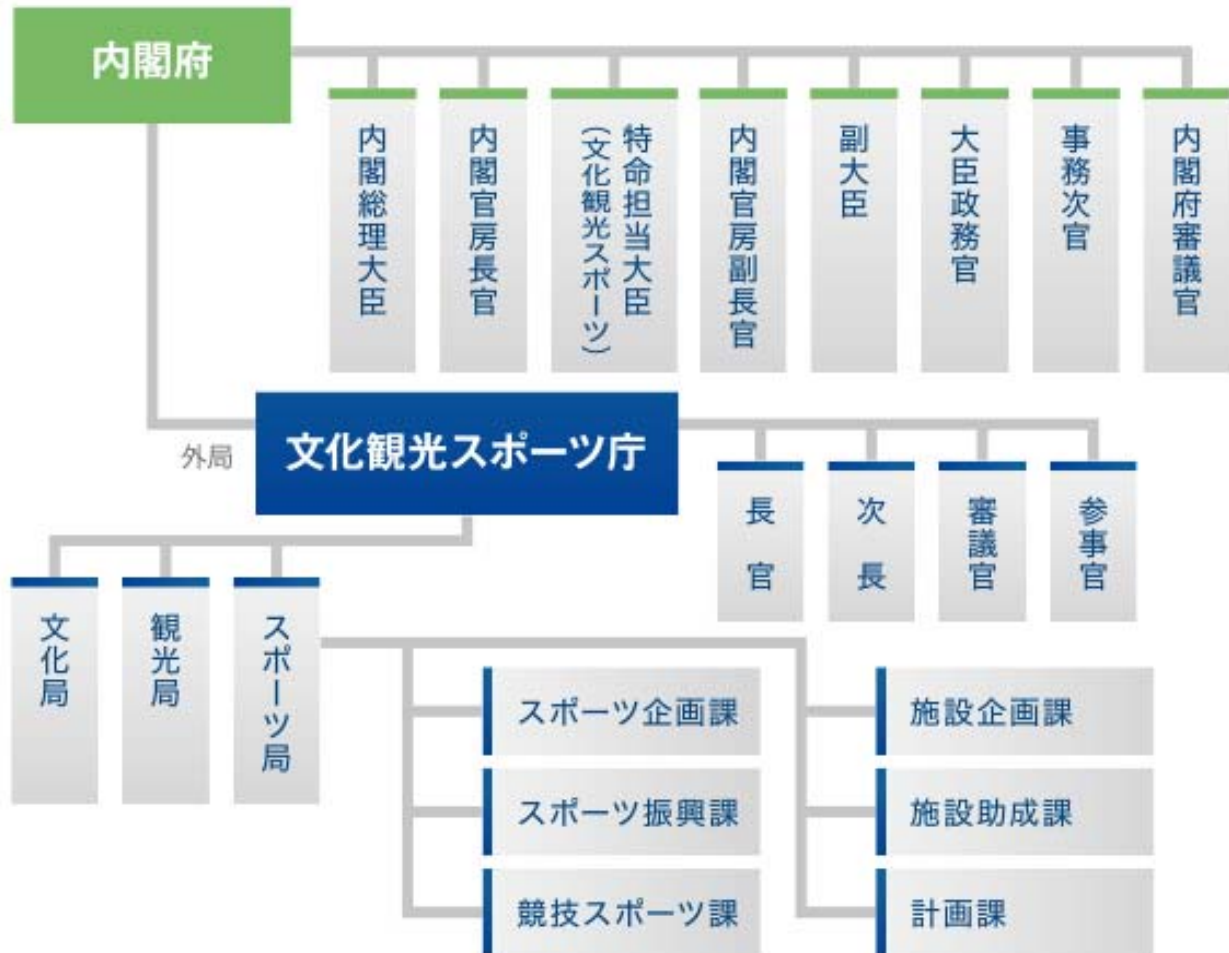 内閣府
内閣総理大臣
内閣官房長官
特命担当大臣
(文化観光スポーツ)
内閣官房副長官
副大臣
大臣政務官
事務次官
内閣府審議官
外局
文化観光スポーツ庁
長官
次長
審議官
参事官
文化局
観光局
スポーツ局
スポーツ企画課
スポーツ振興課
競技スポーツ課
施設企画課
施設助成課
計画課